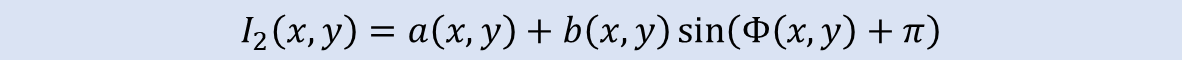 I₂(x, y) = a(x, y) + b(x, y) sin(Φ(x, y) + π)